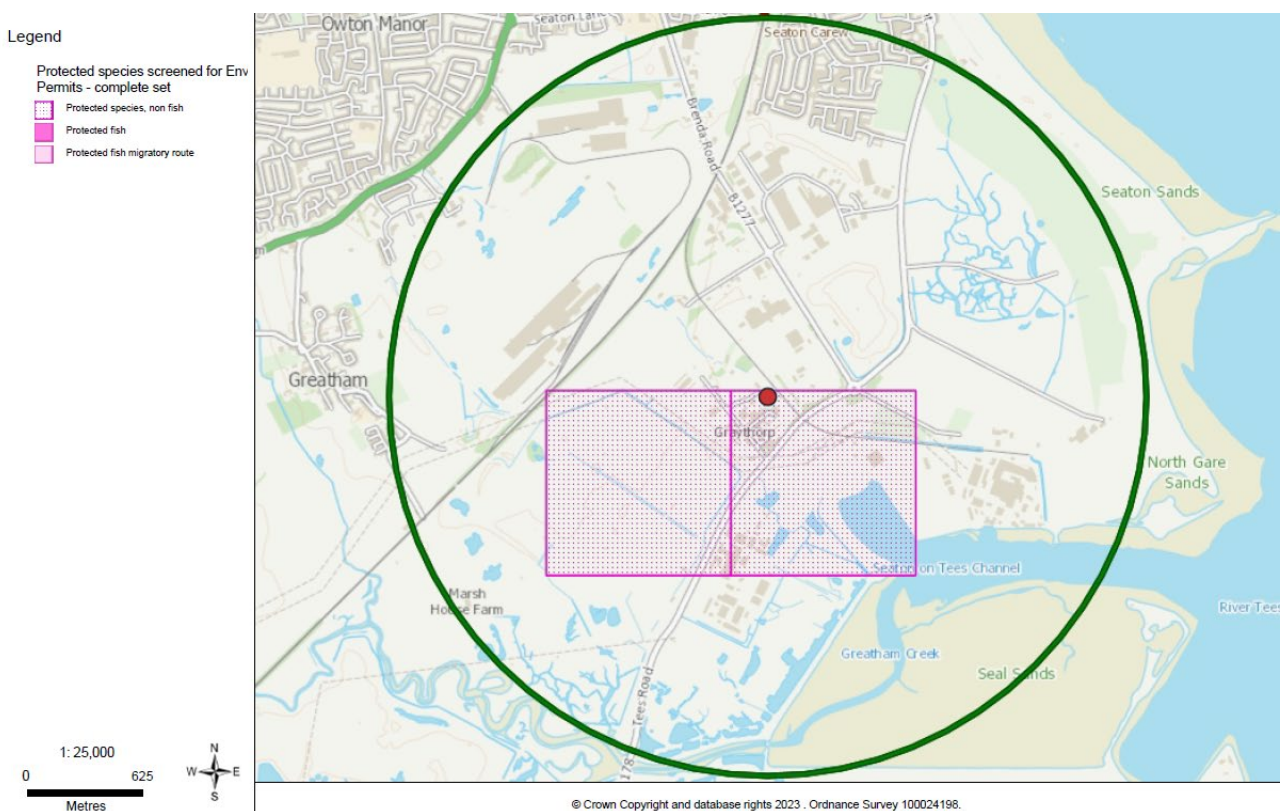 Legend
Protected species screened for Env
Permits - complete set
Protected species, non fish
Protected fish
Protected fish migratory route
1: 25,000
0
625
Metres
N
W
E
S
Owton Manor
Seaton Lane
Seaton Carew
Brenda Road
B1277
Seaton Sands
Greatham
Graythorp
North Gare
Sands
Seaton on Tees Channel
Marsh
House Farm
River Tees
Greatham Creek
Seal Sands
Tees Road
178
© Crown Copyright and database rights 2023 . Ordnance Survey 100024198.